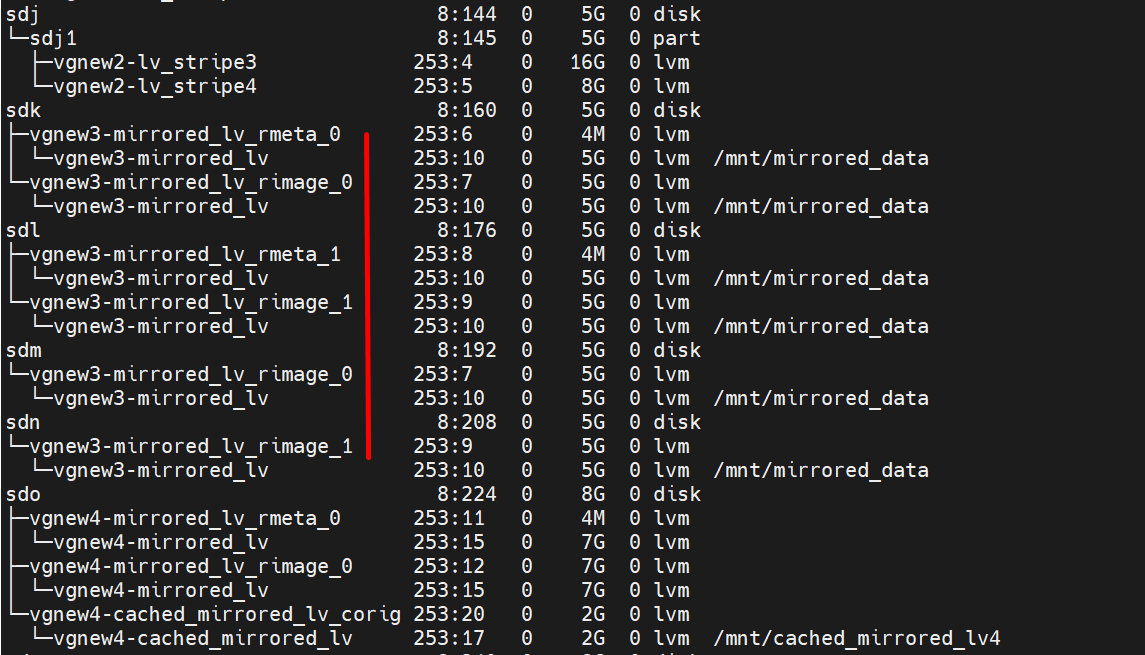 sdj 8:144 0 5G 0 disk
└─sdj1 8:145 0 5G 0 part
  ├─vgnew2-lv_stripe3 253:4 0 16G 0 lvm
  └─vgnew2-lv_stripe4 253:5 0 8G 0 lvm
sdk 8:160 0 5G 0 disk
├─vgnew3-mirrored_lv_rmeta_0 253:6 0 4M 0 lvm
│ └─vgnew3-mirrored_lv 253:10 0 5G 0 lvm /mnt/mirrored_data
└─vgnew3-mirrored_lv_rimage_0 253:7 0 5G 0 lvm
  └─vgnew3-mirrored_lv 253:10 0 5G 0 lvm /mnt/mirrored_data
sdl 8:176 0 5G 0 disk
├─vgnew3-mirrored_lv_rmeta_1 253:8 0 4M 0 lvm
│ └─vgnew3-mirrored_lv 253:10 0 5G 0 lvm /mnt/mirrored_data
└─vgnew3-mirrored_lv_rimage_1 253:9 0 5G 0 lvm
  └─vgnew3-mirrored_lv 253:10 0 5G 0 lvm /mnt/mirrored_data
sdm 8:192 0 5G 0 disk
└─vgnew3-mirrored_lv_rimage_0 253:7 0 5G 0 lvm
  └─vgnew3-mirrored_lv 253:10 0 5G 0 lvm /mnt/mirrored_data
sdn 8:208 0 5G 0 disk
└─vgnew3-mirrored_lv_rimage_1 253:9 0 5G 0 lvm
  └─vgnew3-mirrored_lv 253:10 0 5G 0 lvm /mnt/mirrored_data
sdo 8:224 0 8G 0 disk
├─vgnew4-mirrored_lv_rmeta_0 253:11 0 4M 0 lvm
│ └─vgnew4-mirrored_lv 253:15 0 7G 0 lvm
├─vgnew4-mirrored_lv_rimage_0 253:12 0 7G 0 lvm
│ └─vgnew4-mirrored_lv 253:15 0 7G 0 lvm
└─vgnew4-cached_mirrored_lv_corig 253:20 0 2G 0 lvm
  └─vgnew4-cached_mirrored_lv 253:17 0 2G 0 lvm /mnt/cached_mirrored_lv4